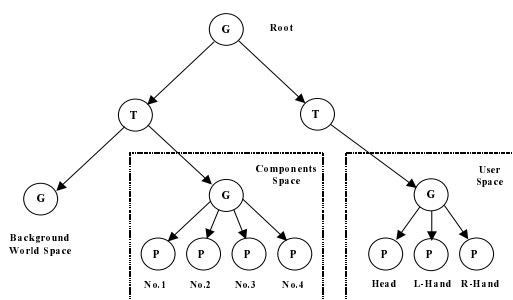 G Root
T T
Components Space
User Space
G G G
Background World Space
P P P P P P P
No.1 No.2 No.3 No.4 Head L-Hand R-Hand